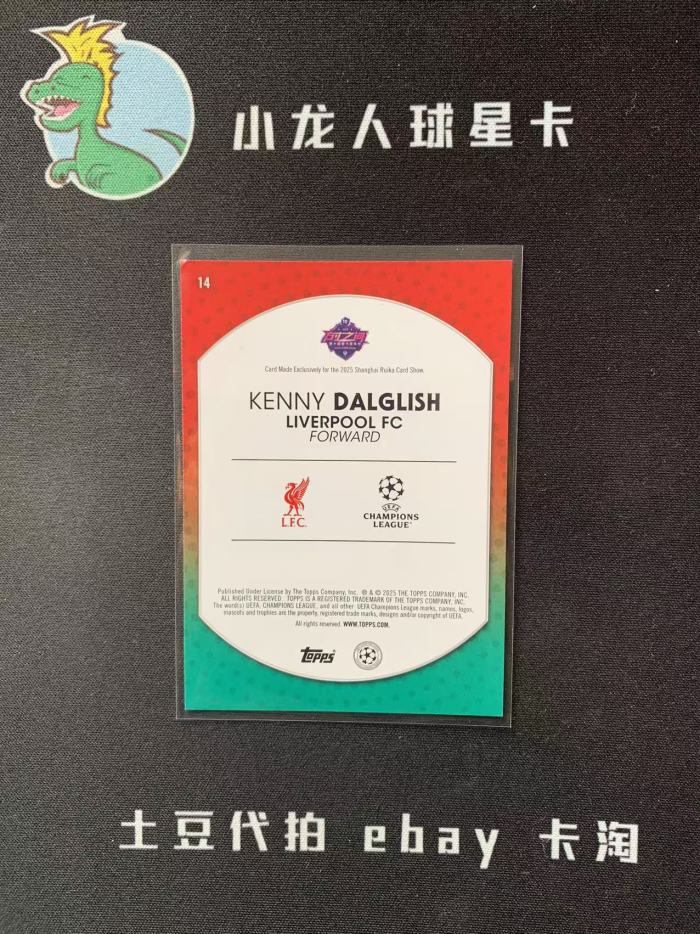 小龙人球星卡
14
Card Made Exclusively for the 2025 Shanghai Ruika Card Show.
KENNY DALGLISH
LIVERPOOL FC
FORWARD
L.F.C.
UEFA
CHAMPIONS
LEAGUE
Published Under License by The Topps Company, Inc. ® & © 2025 THE TOPPS COMPANY, INC.
ALL RIGHTS RESERVED. TOPPS IS A REGISTERED TRADEMARK OF THE TOPPS COMPANY, INC.
The word(s) UEFA, CHAMPIONS LEAGUE, and all other UEFA Champions League marks, names, logos,
mascots and trophies are the property, registered trade marks, designs and/or copyright of UEFA.
All rights reserved. WWW.TOPPS.COM.
Topps
土豆代拍 ebay 卡淘